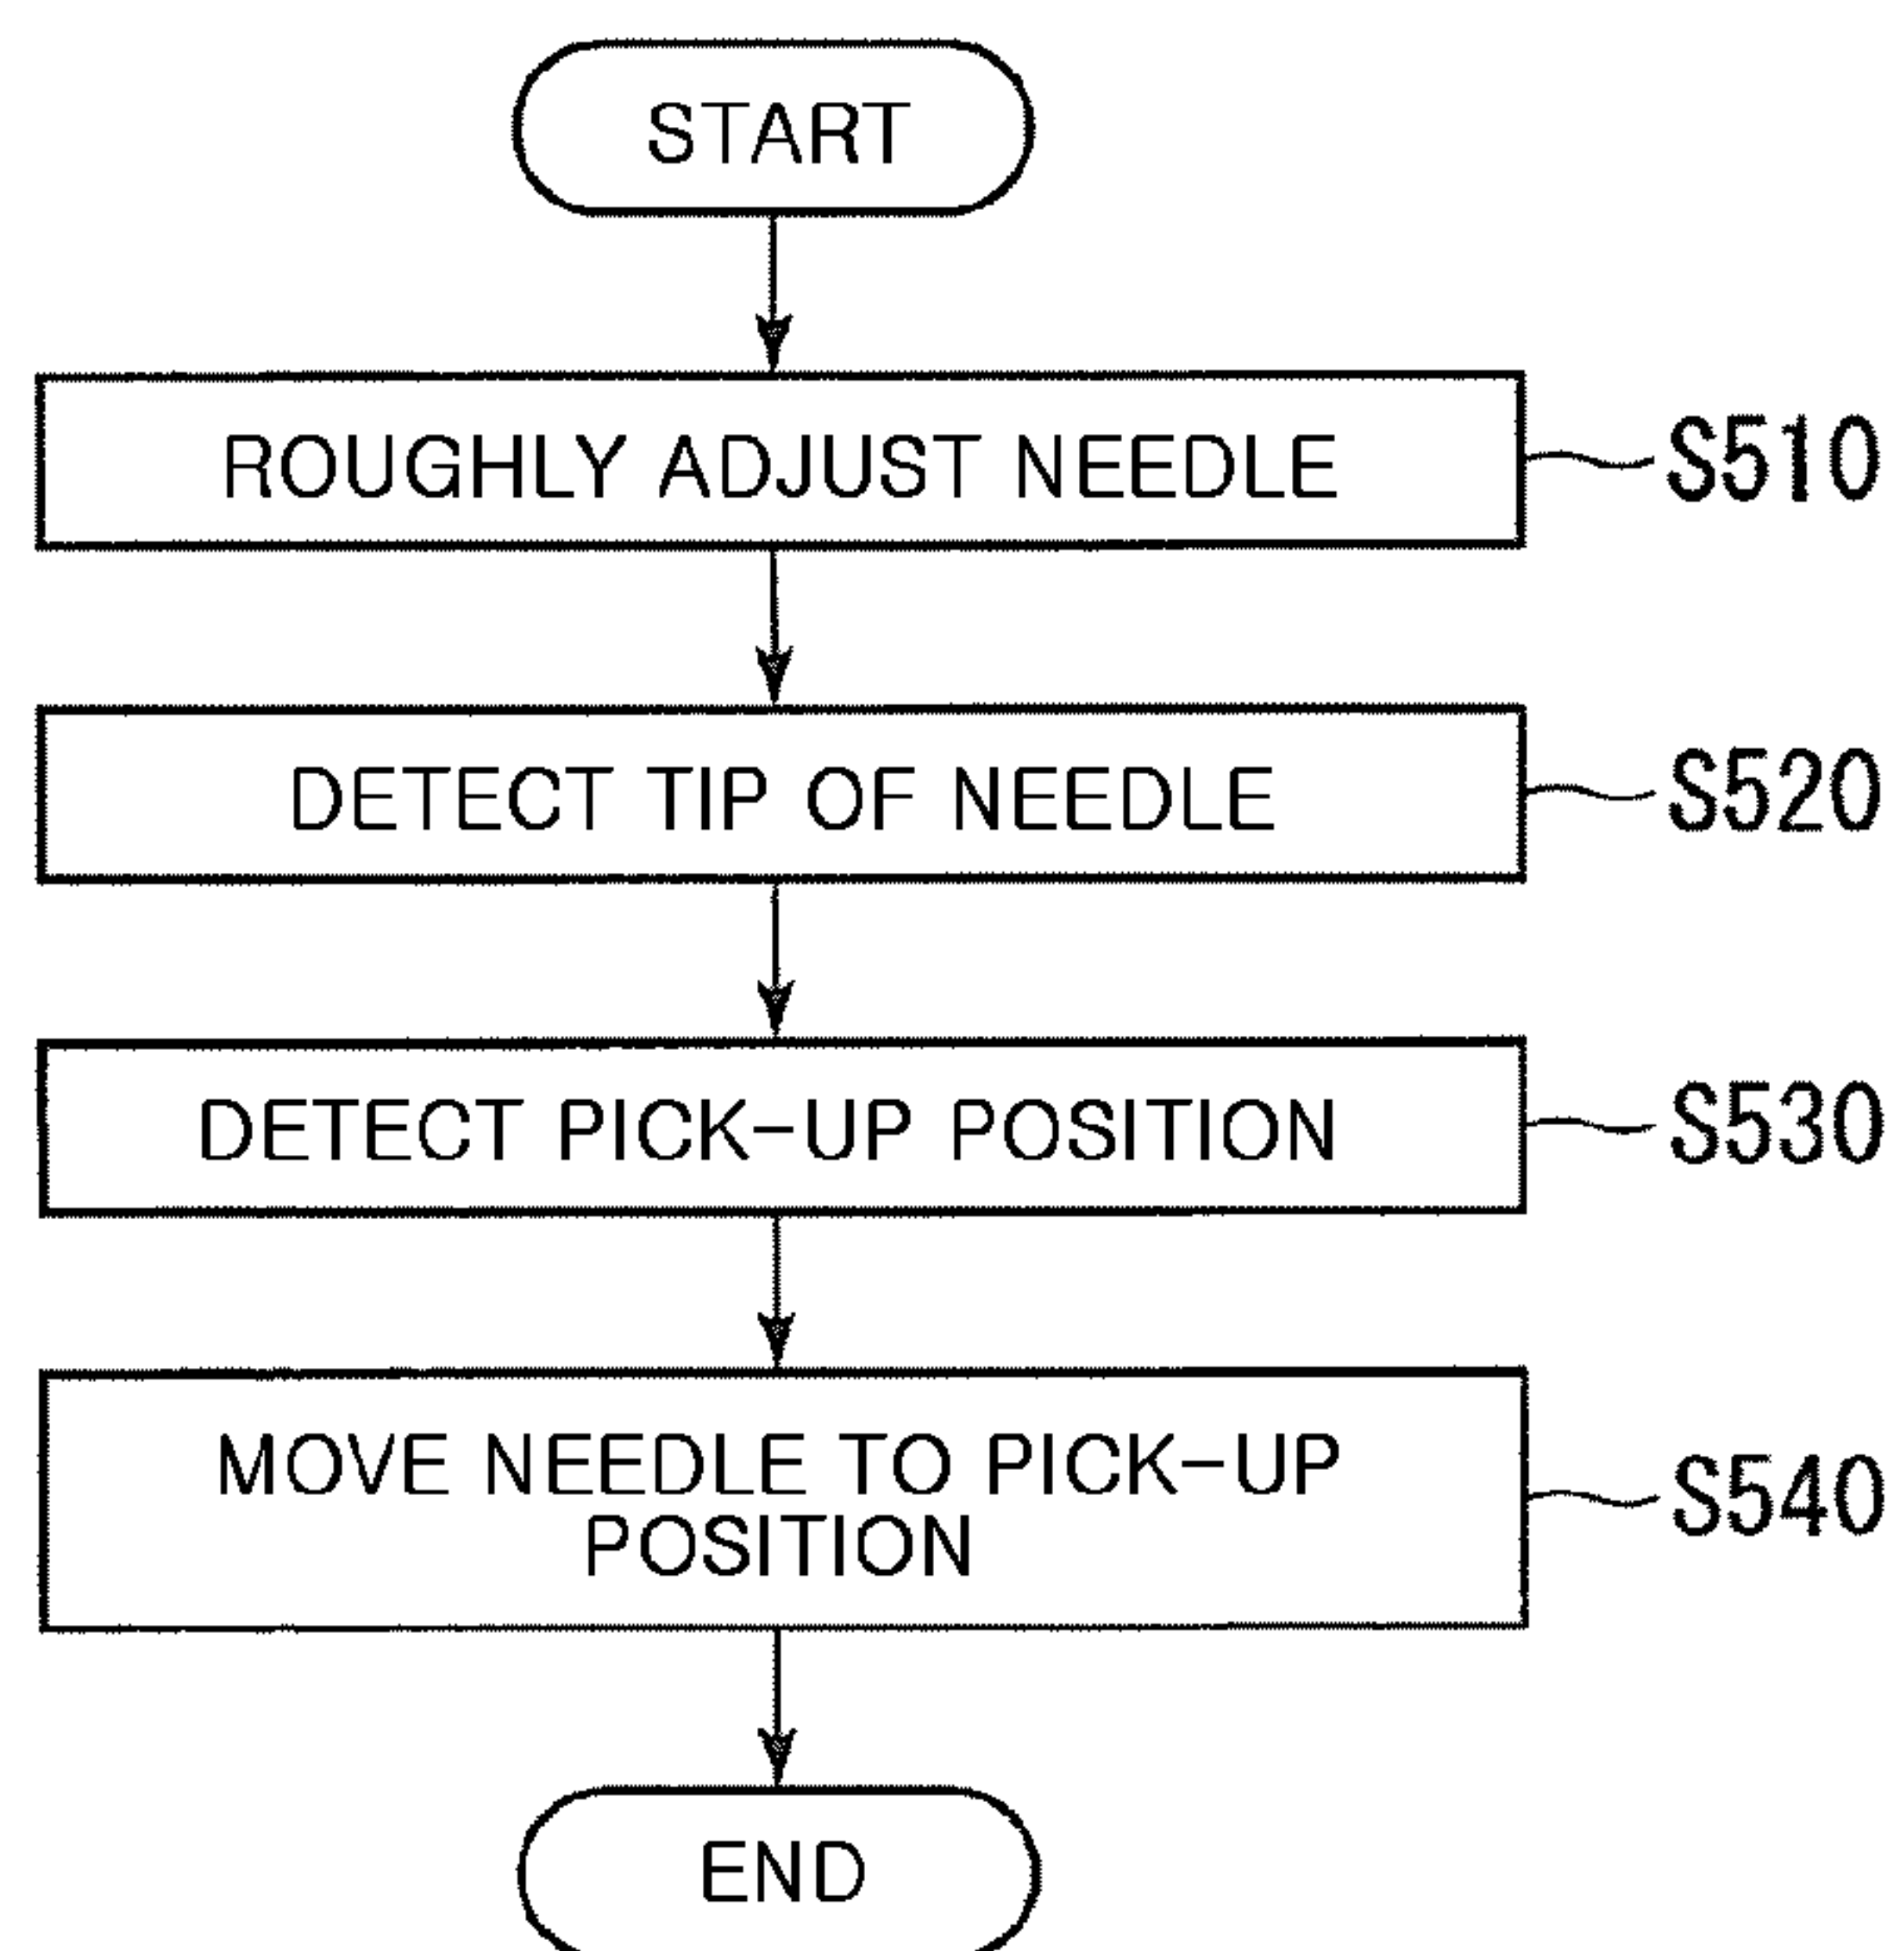 START
ROUGHLY ADJUST NEEDLE
S510
DETECT TIP OF NEEDLE
S520
DETECT PICK-UP POSITION
S530
MOVE NEEDLE TO PICK-UP
POSITION
S540
END